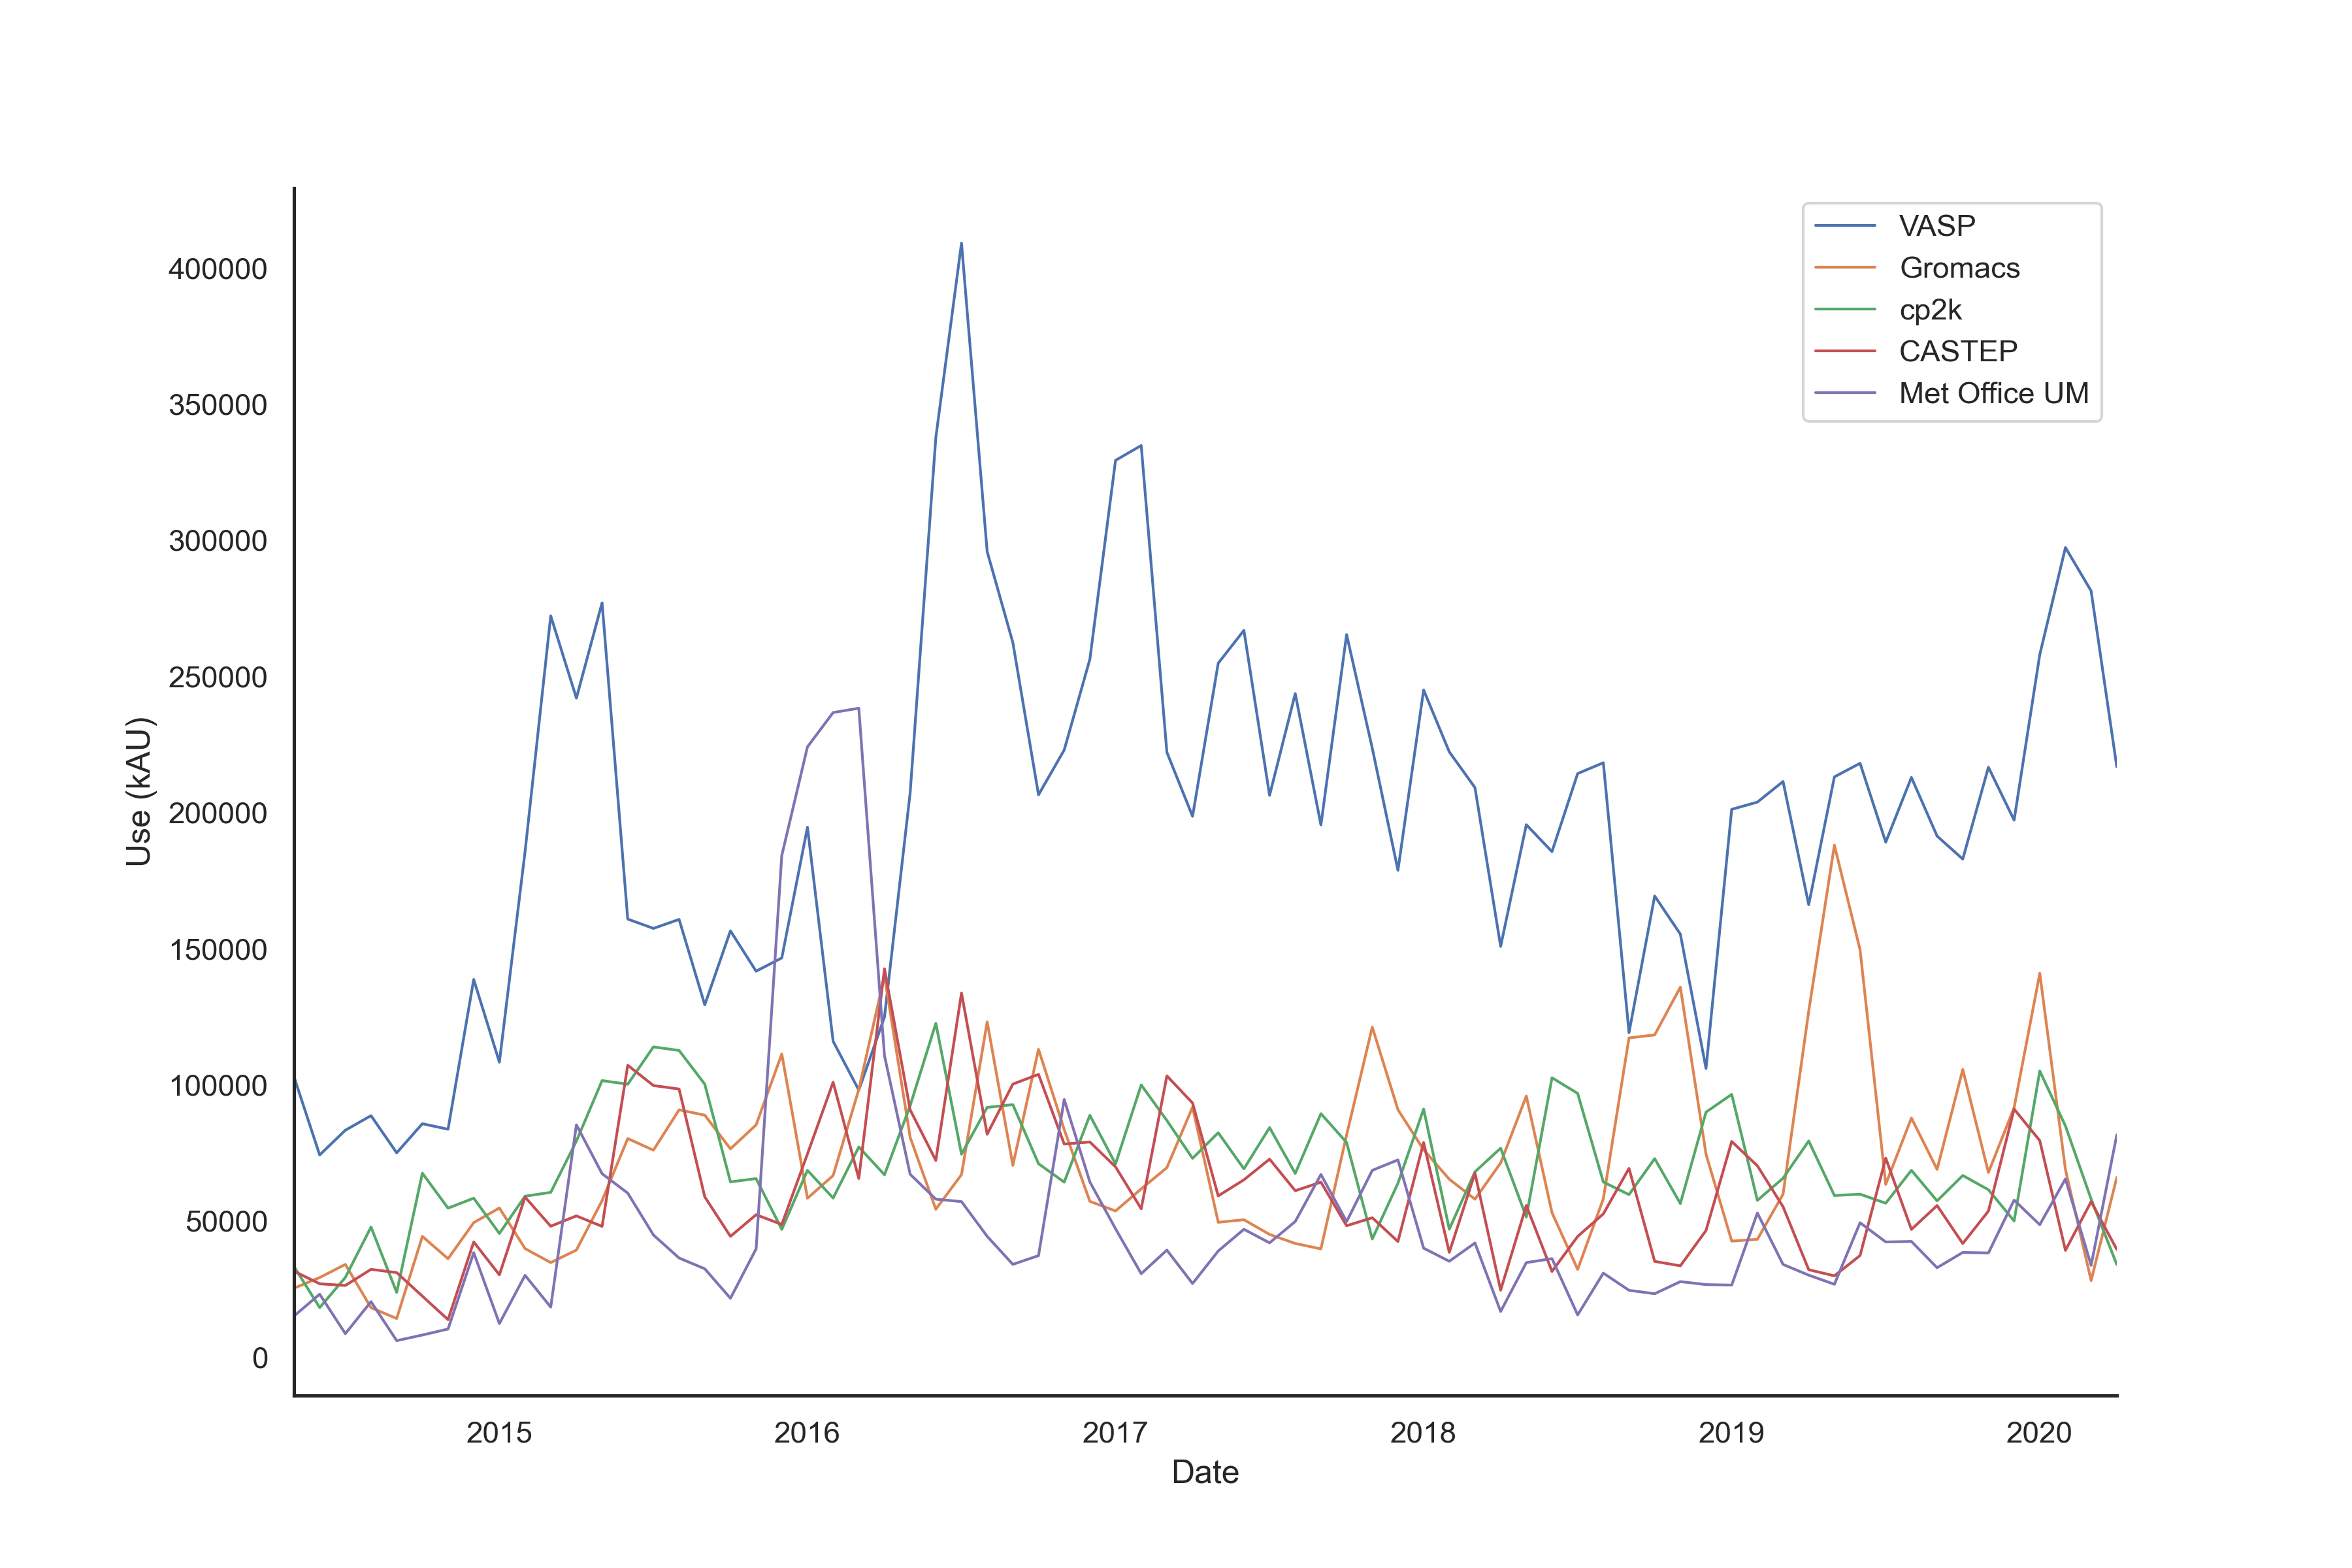 VASP
Gromacs
cp2k
CASTEP
Met Office UM
400000
350000
300000
250000
200000
150000
100000
50000
0
Use (kAU)
2015 2016 2017 2018 2019 2020
Date